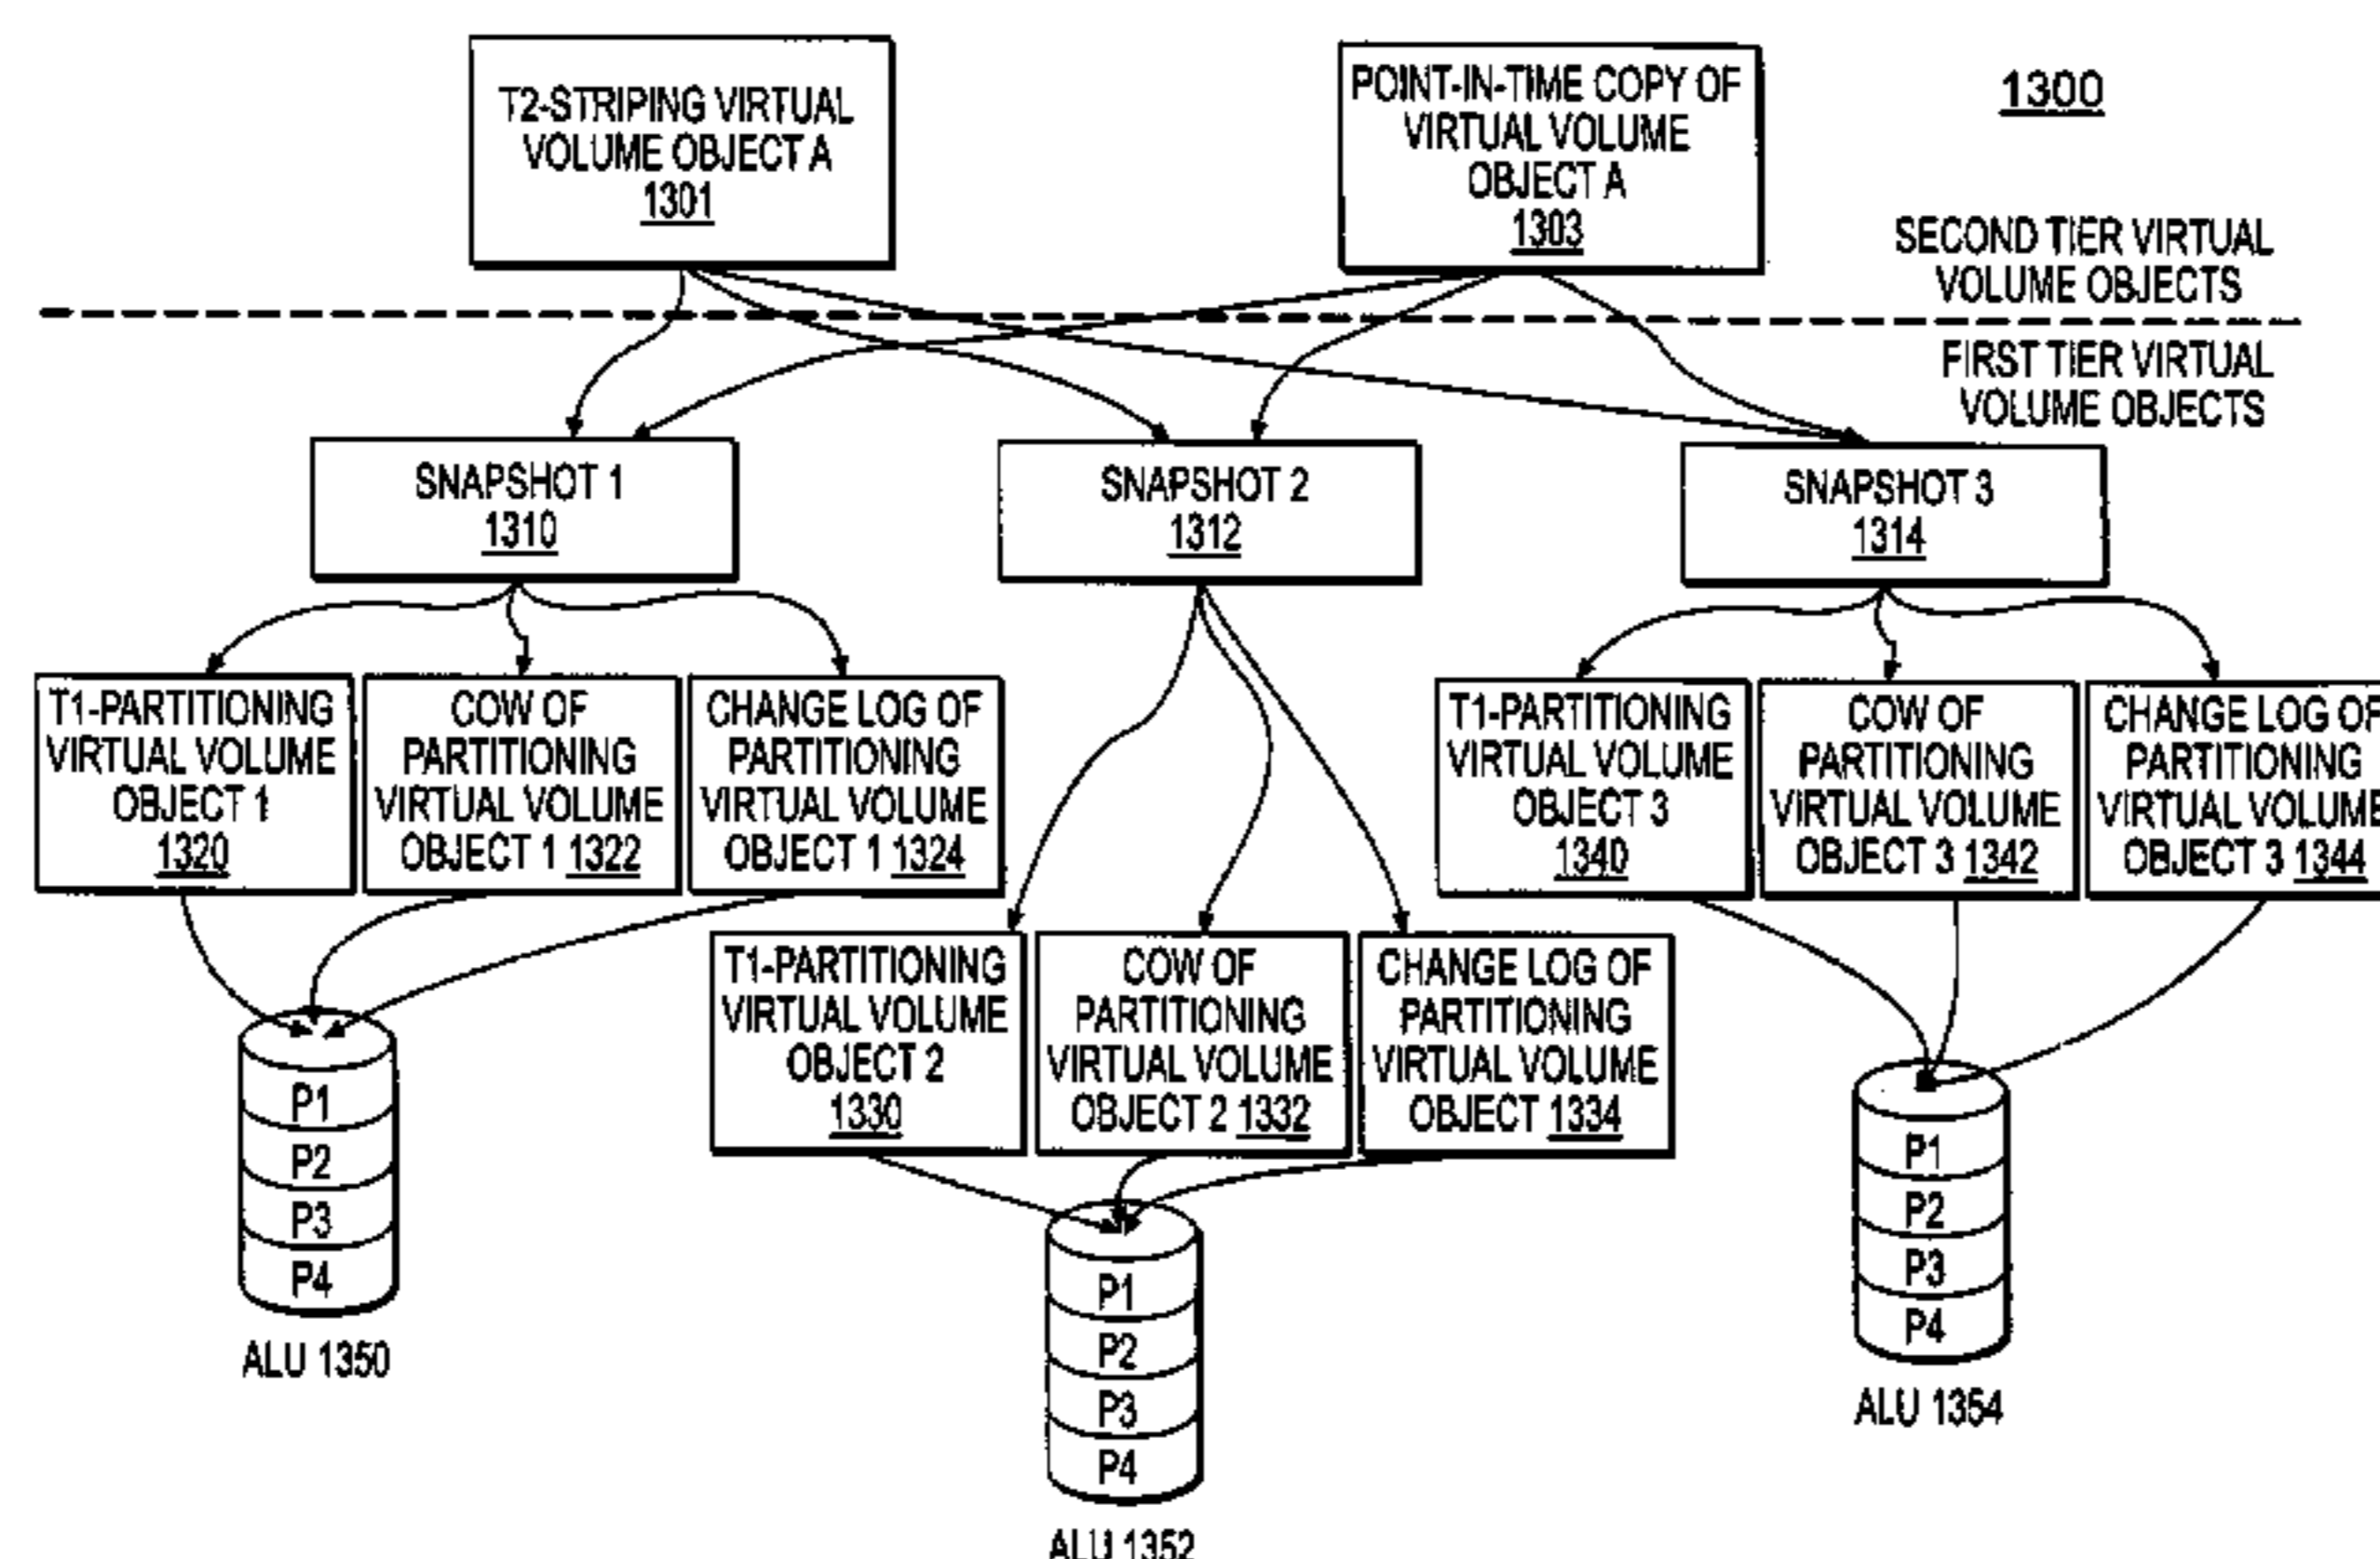 T2-STRIPING VIRTUAL
VOLUME OBJECT A
1301
POINT-IN-TIME COPY OF
VIRTUAL VOLUME
OBJECT A
1303
1300
SECOND TIER VIRTUAL
VOLUME OBJECTS
FIRST TIER VIRTUAL
VOLUME OBJECTS
SNAPSHOT 1
1310
SNAPSHOT 2
1312
SNAPSHOT 3
1314
T1-PARTITIONING
VIRTUAL VOLUME
OBJECT 1
1320
COW OF
PARTITIONING
VIRTUAL VOLUME
OBJECT 1 1322
CHANGE LOG OF
PARTITIONING
VIRTUAL VOLUME
OBJECT 1 1324
T1-PARTITIONING
VIRTUAL VOLUME
OBJECT 2
1330
COW OF
PARTITIONING
VIRTUAL VOLUME
OBJECT 2 1332
CHANGE LOG OF
PARTITIONING
VIRTUAL VOLUME
OBJECT 1334
T1-PARTITIONING
VIRTUAL VOLUME
OBJECT 3
1340
COW OF
PARTITIONING
VIRTUAL VOLUME
OBJECT 3 1342
CHANGE LOG OF
PARTITIONING
VIRTUAL VOLUME
OBJECT 3 1344
P1
P2
P3
P4
ALU 1350
P1
P2
P3
P4
ALU 1352
P1
P2
P3
P4
ALU 1354